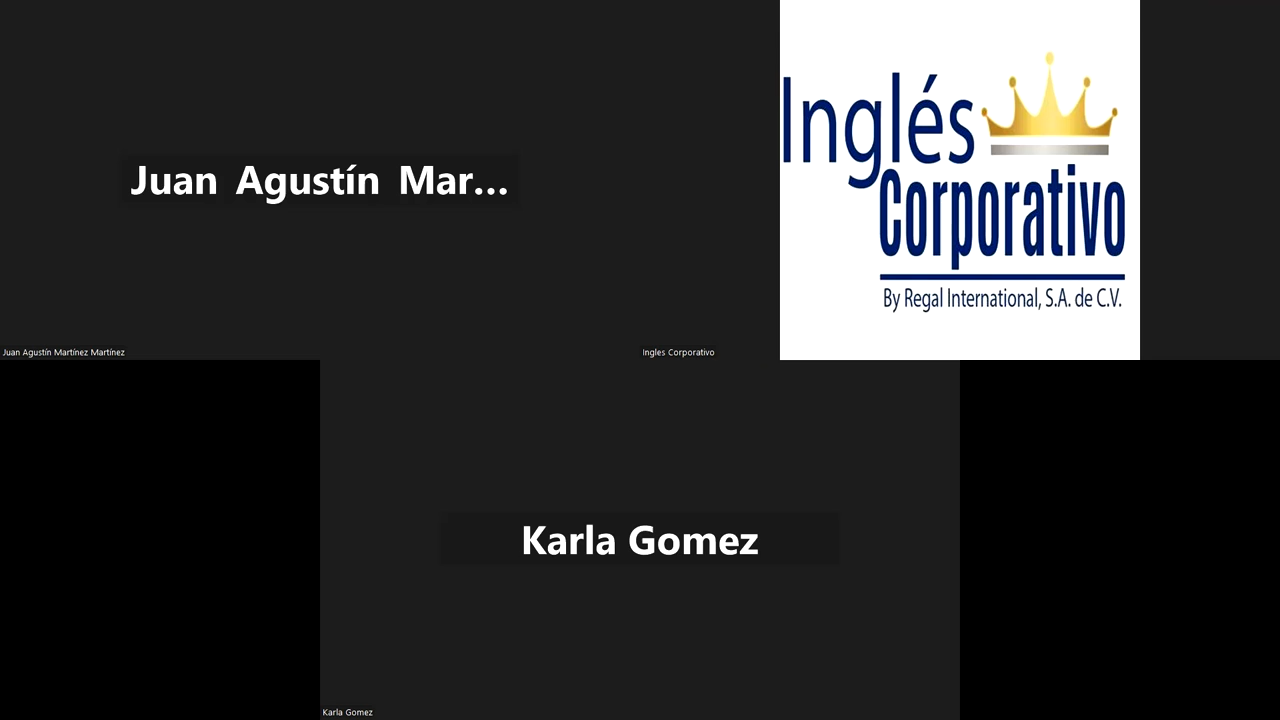 Juan Agustín Mar...
Juan Agustín Martínez Martínez
Inglés
Corporativo
By Regal International, S.A. de C.V.
Ingles Corporativo
Karla Gomez
Karla Gomez